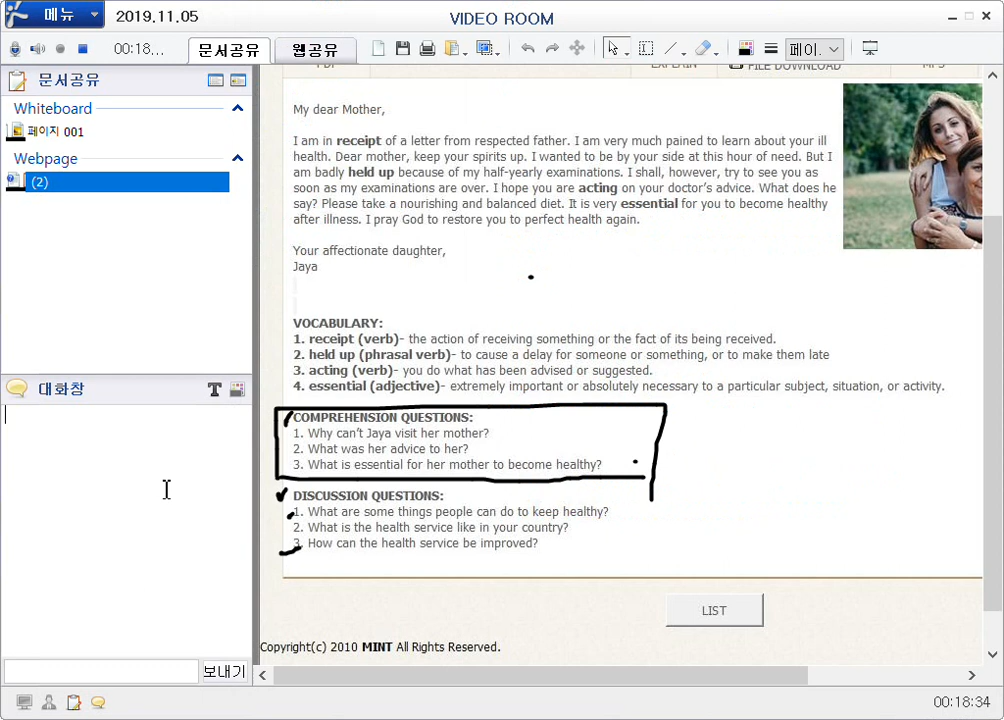 메뉴
2019.11.05
VIDEO ROOM
00:18...
문서공유
웹공유
페이.
문서공유
Whiteboard
페이지 001
Webpage
(2)
대화창
보내기
PDF
EXPLAIN
FILE DOWNLOAD
MP3
My dear Mother,
I am in receipt of a letter from respected father. I am very much pained to learn about your ill
health. Dear mother, keep your spirits up. I wanted to be by your side at this hour of need. But I
am badly held up because of my half-yearly examinations. I shall, however, try to see you as
soon as my examinations are over. I hope you are acting on your doctor's advice. What does he
say? Please take a nourishing and balanced diet. It is very essential for you to become healthy
after illness. I pray God to restore you to perfect health again.
Your affectionate daughter,
Jaya
VOCABULARY:
1. receipt (verb)- the action of receiving something or the fact of its being received.
2. held up (phrasal verb)- to cause a delay for someone or something, or to make them late
3. acting (verb)- you do what has been advised or suggested.
4. essential (adjective)- extremely important or absolutely necessary to a particular subject, situation, or activity.
COMPREHENSION QUESTIONS:
1. Why can't Jaya visit her mother?
2. What was her advice to her?
3. What is essential for her mother to become healthy?
DISCUSSION QUESTIONS:
1. What are some things people can do to keep healthy?
2. What is the health service like in your country?
3. How can the health service be improved?
LIST
Copyright(c) 2010 MINT All Rights Reserved.
00:18:34